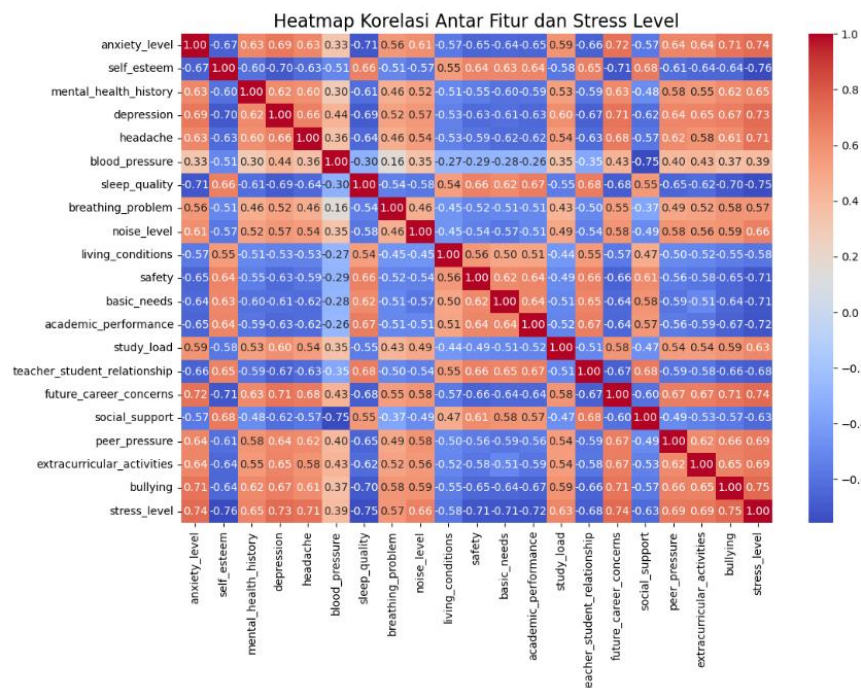 Heatmap Korelasi Antar Fitur dan Stress Level
anxiety_level 1.00 -0.67 0.63 0.69 0.63 0.33 -0.71 0.56 0.61 -0.57 -0.65 -0.64 -0.65 0.59 -0.66 0.72 -0.57 0.64 0.64 0.71 0.74
self_esteem -0.67 1.00 -0.60 -0.70 -0.63 -0.51 0.66 -0.51 -0.57 0.55 0.64 0.63 0.64 -0.58 0.65 -0.71 0.68 -0.61 -0.64 -0.64 -0.76
mental_health_history 0.63 -0.60 1.00 0.62 0.60 0.30 -0.61 0.46 0.52 -0.51 -0.55 -0.60 -0.59 0.53 -0.59 0.63 -0.48 0.58 0.55 0.62 0.65
depression 0.69 -0.70 0.62 1.00 0.66 0.44 -0.69 0.52 0.57 -0.53 -0.63 -0.61 -0.63 0.60 -0.67 0.71 -0.62 0.64 0.65 0.67 0.73
headache 0.63 -0.63 0.60 0.66 1.00 0.36 -0.64 0.46 0.54 -0.53 -0.59 -0.62 -0.62 0.54 -0.63 0.68 -0.57 0.62 0.58 0.61 0.71
blood_pressure 0.33 -0.51 0.30 0.44 0.36 1.00 -0.30 0.16 0.35 -0.27 -0.29 -0.28 -0.26 0.35 -0.35 0.43 -0.75 0.40 0.43 0.37 0.39
sleep_quality -0.71 0.66 -0.61 -0.69 -0.64 -0.30 1.00 -0.54 -0.58 0.54 0.66 0.62 0.67 -0.55 0.68 -0.68 0.55 -0.65 -0.62 -0.70 -0.75
breathing_problem 0.56 -0.51 0.46 0.52 0.46 0.16 -0.54 1.00 0.46 -0.45 -0.52 -0.51 -0.51 0.43 -0.50 0.55 -0.37 0.49 0.52 0.58 0.57
noise_level 0.61 -0.57 0.52 0.57 0.54 0.35 -0.58 0.46 1.00 -0.45 -0.54 -0.57 -0.51 0.49 -0.54 0.58 -0.49 0.58 0.56 0.59 0.66
living_conditions -0.57 0.55 -0.51 -0.53 -0.53 -0.27 0.54 -0.45 -0.45 1.00 0.56 0.50 0.51 -0.44 0.55 -0.57 0.47 -0.50 -0.52 -0.55 -0.58
safety -0.65 0.64 -0.55 -0.63 -0.59 -0.29 0.66 -0.52 -0.54 0.56 1.00 0.62 0.64 -0.49 0.66 -0.66 0.61 -0.56 -0.58 -0.65 -0.71
basic_needs -0.64 0.63 -0.60 -0.61 -0.62 -0.28 0.62 -0.51 -0.57 0.50 0.62 1.00 0.64 -0.51 0.65 -0.64 0.58 -0.59 -0.51 -0.64 -0.71
academic_performance -0.65 0.64 -0.59 -0.63 -0.62 -0.26 0.67 -0.51 -0.51 0.51 0.64 0.64 1.00 -0.52 0.67 -0.64 0.57 -0.56 -0.59 -0.67 -0.72
study_load 0.59 -0.58 0.53 0.60 0.54 0.35 -0.55 0.43 0.49 -0.44 -0.49 -0.51 -0.52 1.00 -0.51 0.58 -0.47 0.54 0.54 0.59 0.63
teacher_student_relationship -0.66 0.65 -0.59 -0.67 -0.63 -0.35 0.68 -0.50 -0.54 0.55 0.66 0.65 0.67 -0.51 1.00 -0.67 0.68 -0.59 -0.58 -0.66 -0.68
future_career_concerns 0.72 -0.71 0.63 0.71 0.68 0.43 -0.68 0.55 0.58 -0.57 -0.66 -0.64 -0.64 0.58 -0.67 1.00 -0.60 0.67 0.67 0.71 0.74
social_support -0.57 0.68 -0.48 -0.62 -0.57 -0.75 0.55 -0.37 -0.49 0.47 0.61 0.58 0.57 -0.47 0.68 -0.60 1.00 -0.49 -0.53 -0.57 -0.63
peer_pressure 0.64 -0.61 0.58 0.64 0.62 0.40 -0.65 0.49 0.58 -0.50 -0.56 -0.59 -0.56 0.54 -0.59 0.67 -0.49 1.00 0.62 0.66 0.69
extracurricular_activities 0.64 -0.64 0.55 0.65 0.58 0.43 -0.62 0.52 0.56 -0.52 -0.58 -0.51 -0.59 0.54 -0.58 0.67 -0.53 0.62 1.00 0.65 0.69
bullying 0.71 -0.64 0.62 0.67 0.61 0.37 -0.70 0.58 0.59 -0.55 -0.65 -0.64 -0.67 0.59 -0.66 0.71 -0.57 0.66 0.65 1.00 0.75
stress_level 0.74 -0.76 0.65 0.73 0.71 0.39 -0.75 0.57 0.66 -0.58 -0.71 -0.71 -0.72 0.63 -0.68 0.74 -0.63 0.69 0.69 0.75 1.00
anxiety_level
self_esteem
mental_health_history
depression
headache
blood_pressure
sleep_quality
breathing_problem
noise_level
living_conditions
safety
basic_needs
academic_performance
study_load
eacher_student_relationship
future_career_concerns
social_support
peer_pressure
extracurricular_activities
bullying
stress_level
1.0
0.8
0.6
0.4
0.2
0.0
-0.2
-0.4
-0.6